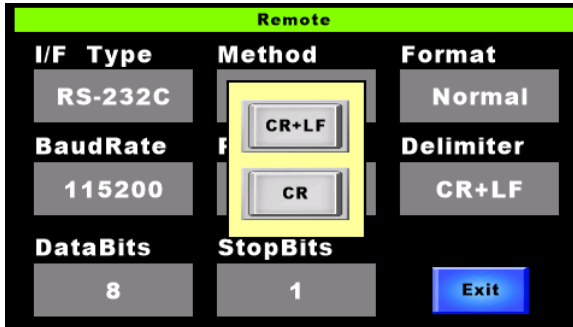 Remote
I/F Type Method Format
RS-232C Normal
CR+LF
BaudRate Delimiter
115200 CR+LF
CR
DataBits StopBits
8 1 Exit